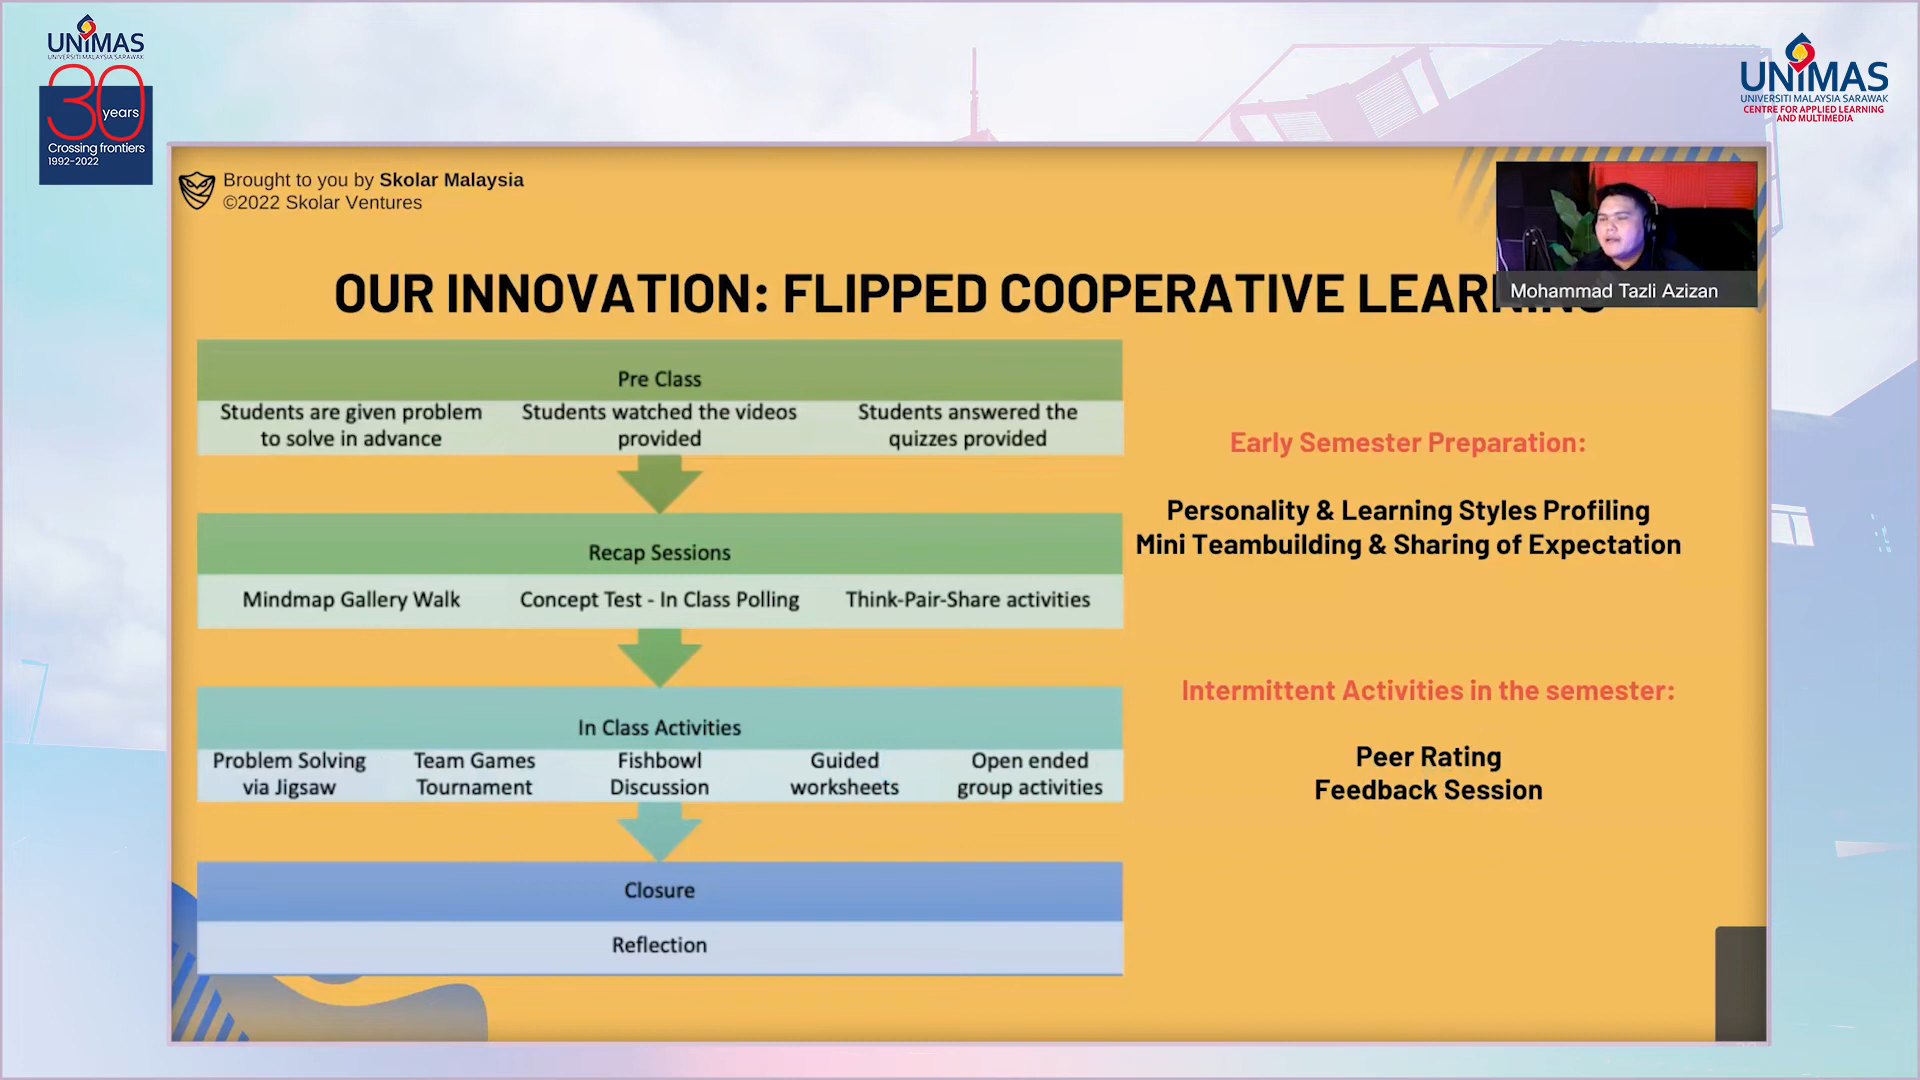 UNIMAS
UNIVERSITI MALAYSIA SARAWAK
30
years
Crossing frontiers
1992-2022
UNIMAS
UNIVERSITI MALAYSIA SARAWAK
CENTRE FOR APPLIED LEARNING
AND MULTIMEDIA
Brought to you by Skolar Malaysia
©2022 Skolar Ventures
Mohammad Tazli Azizan
OUR INNOVATION: FLIPPED COOPERATIVE
Pre Class
Students are given problem
to solve in advance
Students watched the videos
provided
Students answered the
quizzes provided
Recap Sessions
Mindmap Gallery Walk
Concept Test - In Class Polling
Think-Pair-Share activities
In Class Activities
Problem Solving
via Jigsaw
Team Games
Tournament
Fishbowl
Discussion
Guided
worksheets
Open ended
group activities
Closure
Reflection
Early Semester Preparation:
Personality & Learning Styles Profiling
Mini Teambuilding & Sharing of Expectation
Intermittent Activities in the semester:
Peer Rating
Feedback Session